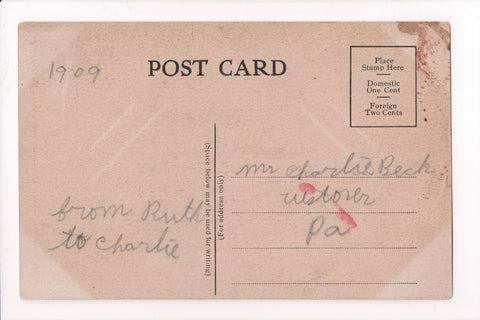 1909
POST CARD
Place
Stamp Here
Domestic
One Cent
Foreign
Two Cents
(Space below may be used for writing)
(For address only)
from Ruth
to Charlie
mr Charlie Beck
westover
Pa